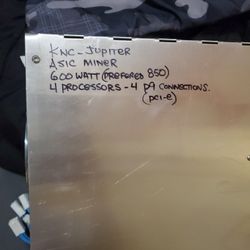 KNC-JUPITER
ASIC MINER
600 WATT (PREFERED 850)
4 PROCESSORS - 4 P9 CONNECTIONS.
(PCI-e)